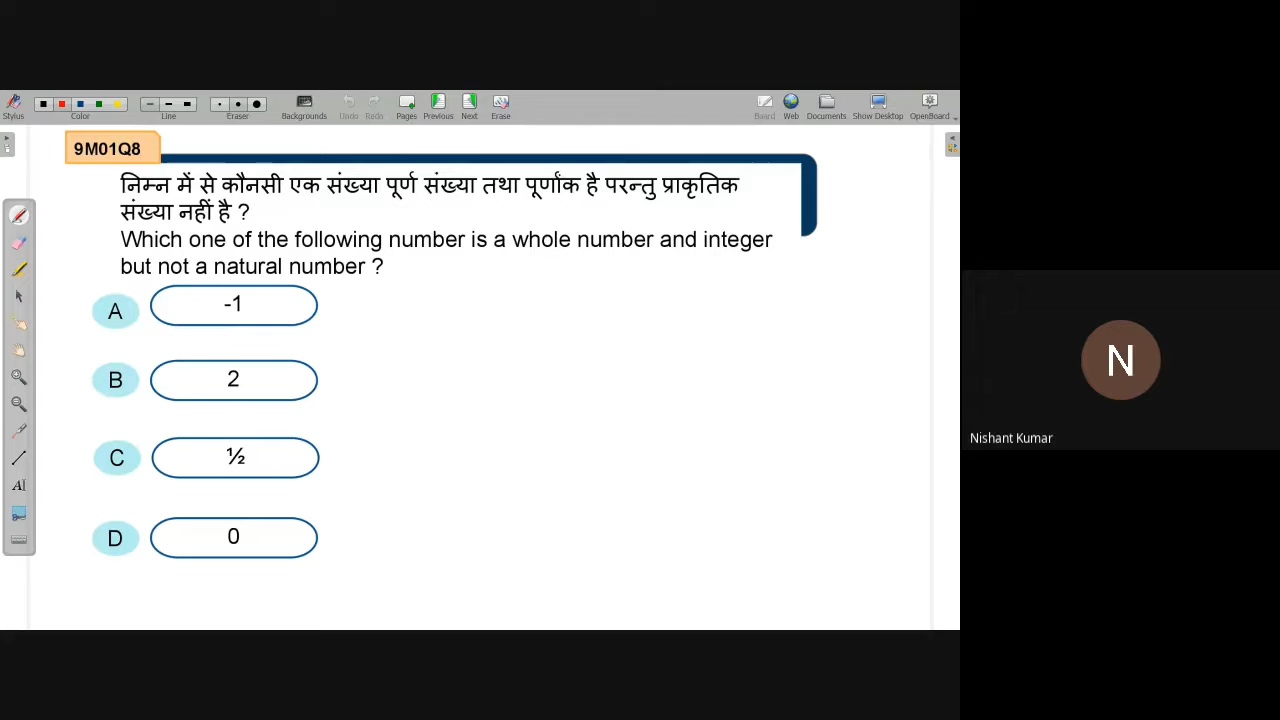 Stylus
Color
Line
Eraser
Backgrounds
Undo
Redo
Pages
Previous
Next
Erase
Board
Web
Documents
Show Desktop
OpenBoard
9M01Q8
निम्न में से कौनसी एक संख्या पूर्ण संख्या तथा पूर्णांक है परन्तु प्राकृतिक
संख्या नहीं है ?
Which one of the following number is a whole number and integer
but not a natural number ?
A -1
B 2
C ½
D 0
N
Nishant Kumar